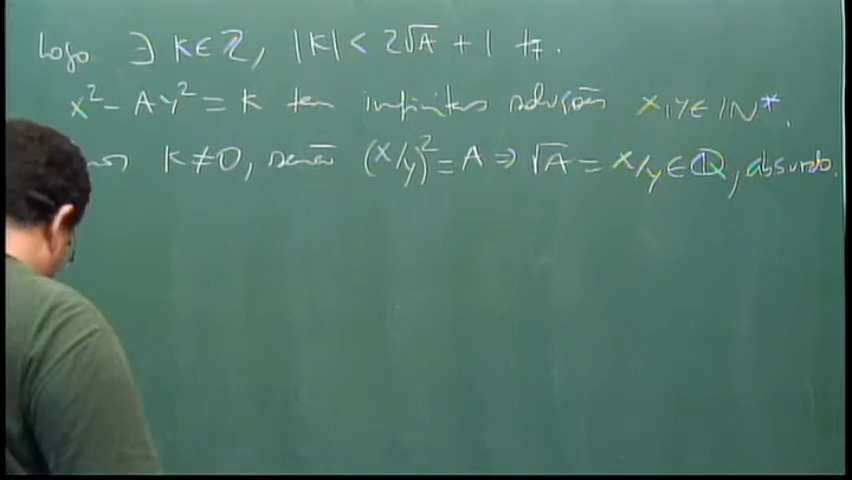 Logo ∃ K∈ℤ, |K| < 2√A + 1 tq.
x² - Ay² = K tem infinitas soluções x, y ∈ ℕ*.
K ≠ 0, senão (x/y)² = A ⇒ √A = x/y ∈ ℚ, absurdo.